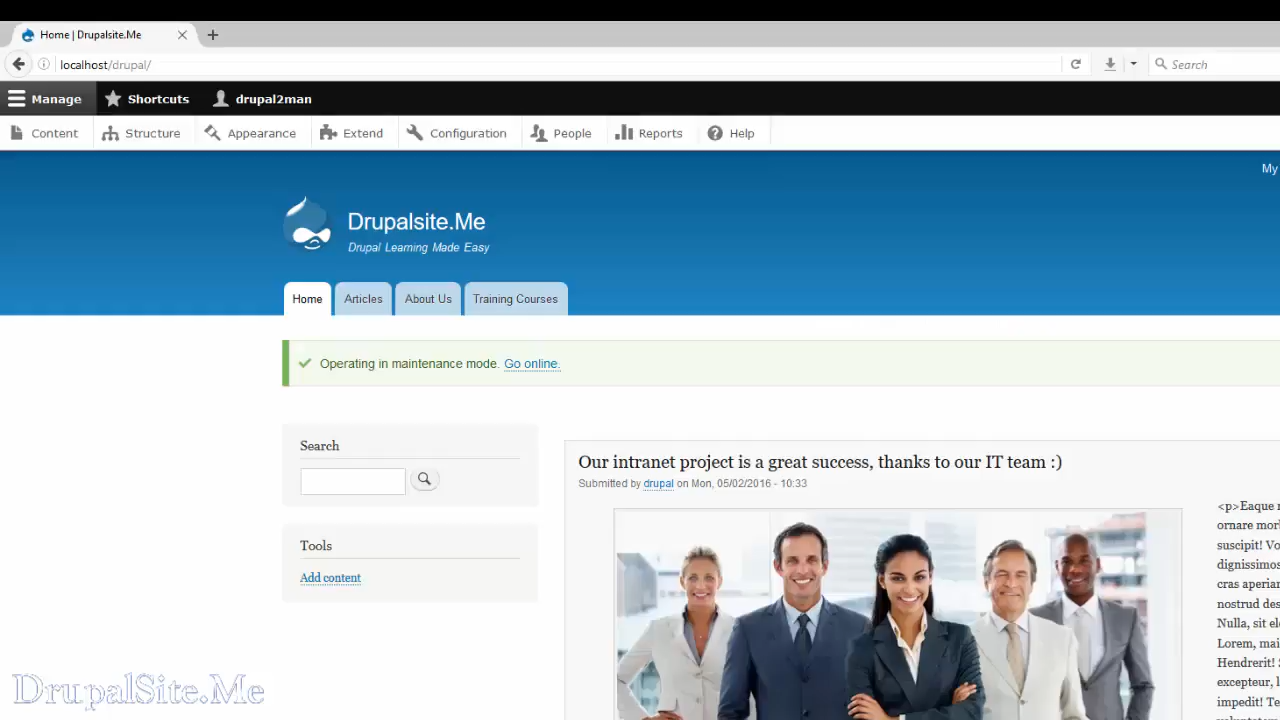 Home | Drupalsite.Me
localhost/drupal/
Search
Manage Shortcuts drupal2man
Content Structure Appearance Extend Configuration People Reports Help
My
Drupalsite.Me
Drupal Learning Made Easy
Home Articles About Us Training Courses
Operating in maintenance mode. Go online.
Search
Our intranet project is a great success, thanks to our IT team :)
Submitted by drupal on Mon, 05/02/2016 - 10:33
Tools
Add content
<p>Eaque
ornare
suscipit!
dignissimos
cras
nostrud
Nulla, sit
Lorem,
Hendrerit!
excepteur,
impedit!
DrupalSite.Me